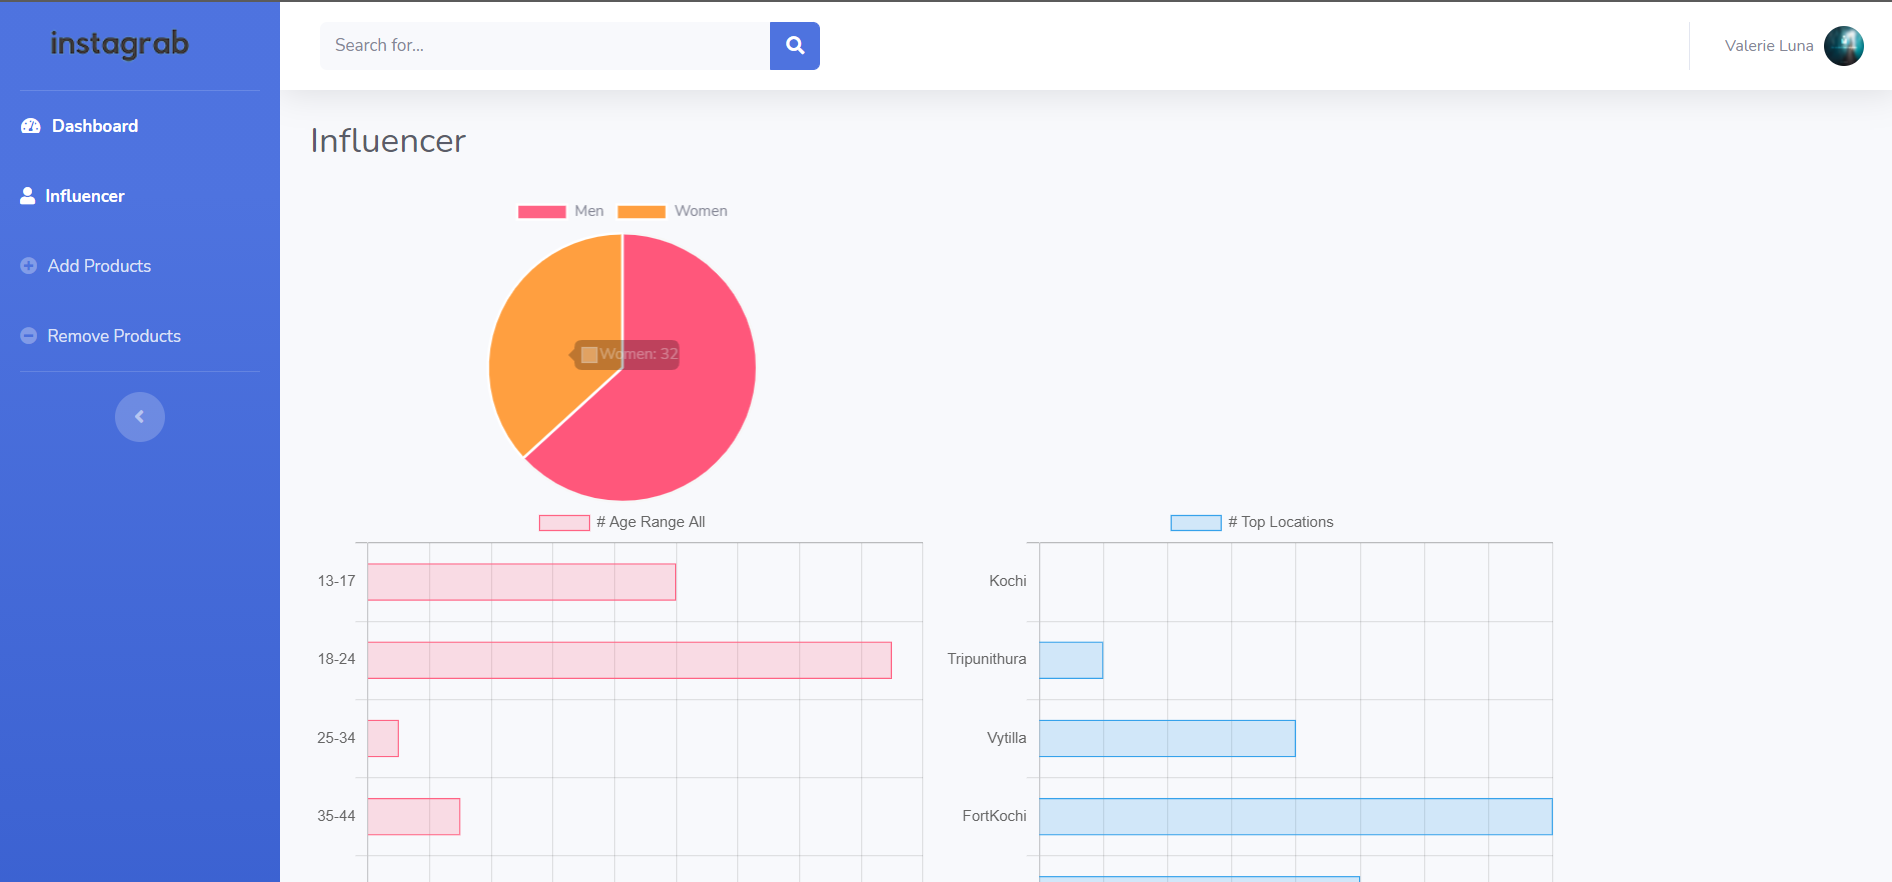 instagrab
Search for...
Valerie Luna
Dashboard
Influencer
Add Products
Remove Products
Influencer
Men Women
Women: 32
# Age Range All
13-17
18-24
25-34
35-44
# Top Locations
Kochi
Tripunithura
Vytilla
FortKochi